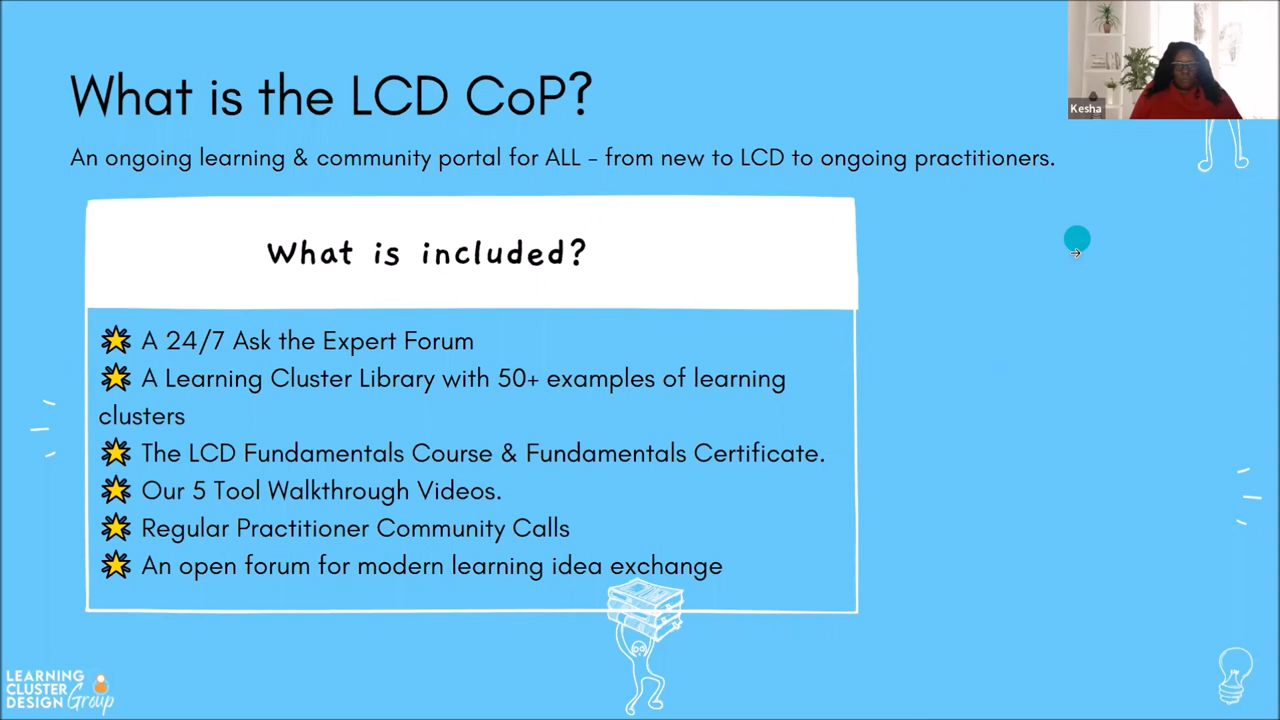 What is the LCD CoP?
Kesha
An ongoing learning & community portal for ALL – from new to LCD to ongoing practitioners.
What is included?
A 24/7 Ask the Expert Forum
A Learning Cluster Library with 50+ examples of learning
clusters
The LCD Fundamentals Course & Fundamentals Certificate.
Our 5 Tool Walkthrough Videos.
Regular Practitioner Community Calls
An open forum for modern learning idea exchange
LEARNING
CLUSTER
DESIGN Group